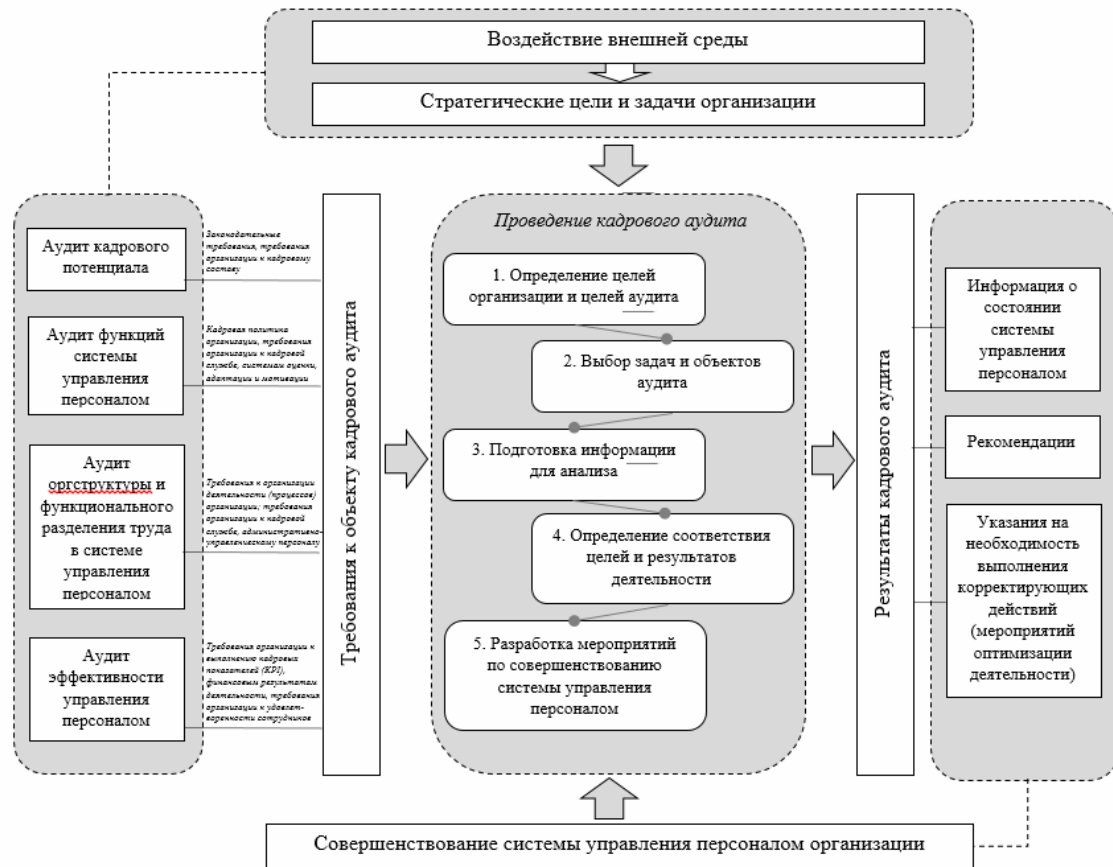 Воздействие внешней среды
Стратегические цели и задачи организации
Аудит кадрового
потенциала
Законодательные
требования, требования
организации к кадровому
составу
Аудит функций
системы
управления
персоналом
Кадровая политика
организации, требования
организации к кадровой
службе, системам оценки,
адаптации и мотивации
Аудит
оргструктуры и
функционального
разделения труда
в системе
управления
персоналом
Требования к организации
деятельности (процессов)
организации; требования
организации к кадровой
службе, административно-
управленческому персоналу
Аудит
эффективности
управления
персоналом
Требования организации к
выполнению кадровых
показателей (KPI),
финансовым результатам
деятельности, требования
организации к удовлет-
воренности сотрудников
Требования к объекту кадрового аудита
Проведение кадрового аудита
1. Определение целей
организации и целей аудита
2. Выбор задач и объектов
аудита
3. Подготовка информации
для анализа
4. Определение соответствия
целей и результатов
деятельности
5. Разработка мероприятий
по совершенствованию
системы управления
персоналом
Результаты кадрового аудита
Информация о
состоянии
системы
управления
персоналом
Рекомендации
Указания на
необходимость
выполнения
корректирующих
действий
(мероприятий
оптимизации
деятельности)
Совершенствование системы управления персоналом организации